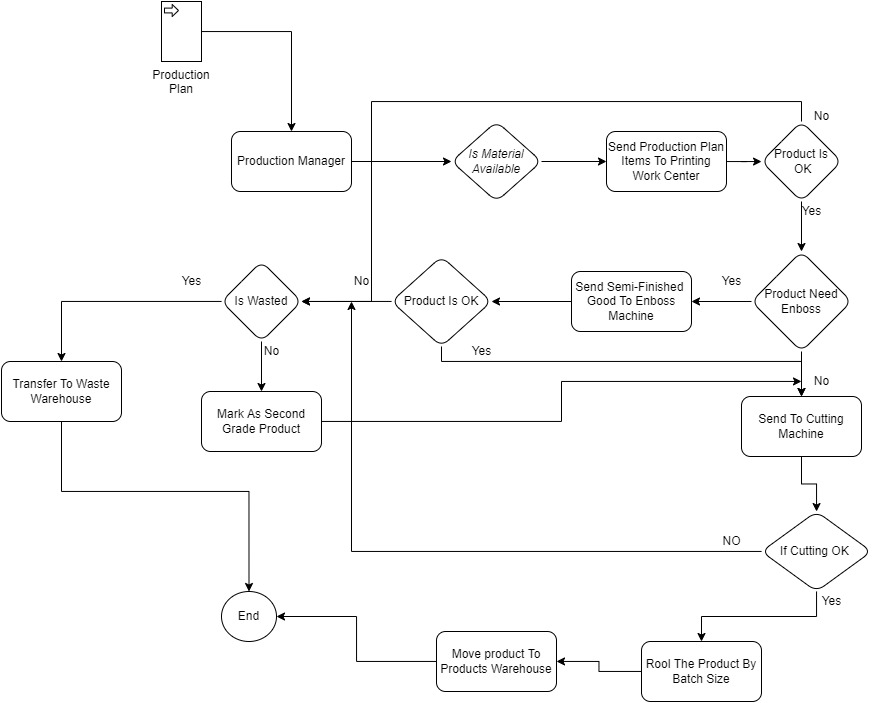 Production
Plan
No
Production Manager
Is Material
Available
Send Production Plan
Items To Printing
Work Center
Product Is
OK
Yes
Yes
Is Wasted
No
Product Is OK
Send Semi-Finished
Good To Enboss
Machine
Yes
Product Need
Enboss
No
Yes
Transfer To Waste
Warehouse
Mark As Second
Grade Product
No
Send To Cutting
Machine
NO
If Cutting OK
Yes
End
Move product To
Products Warehouse
Rool The Product By
Batch Size